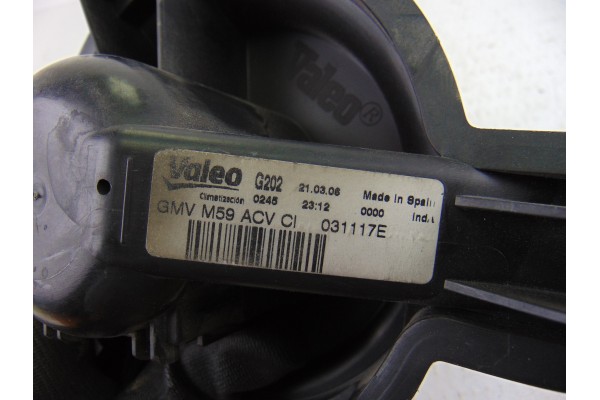 Valeo®
Valeo G202 21.03.06 Made in Spain
Climatización 0245 23:12 0000 Ind.
GMV M59 ACV CI 031117E